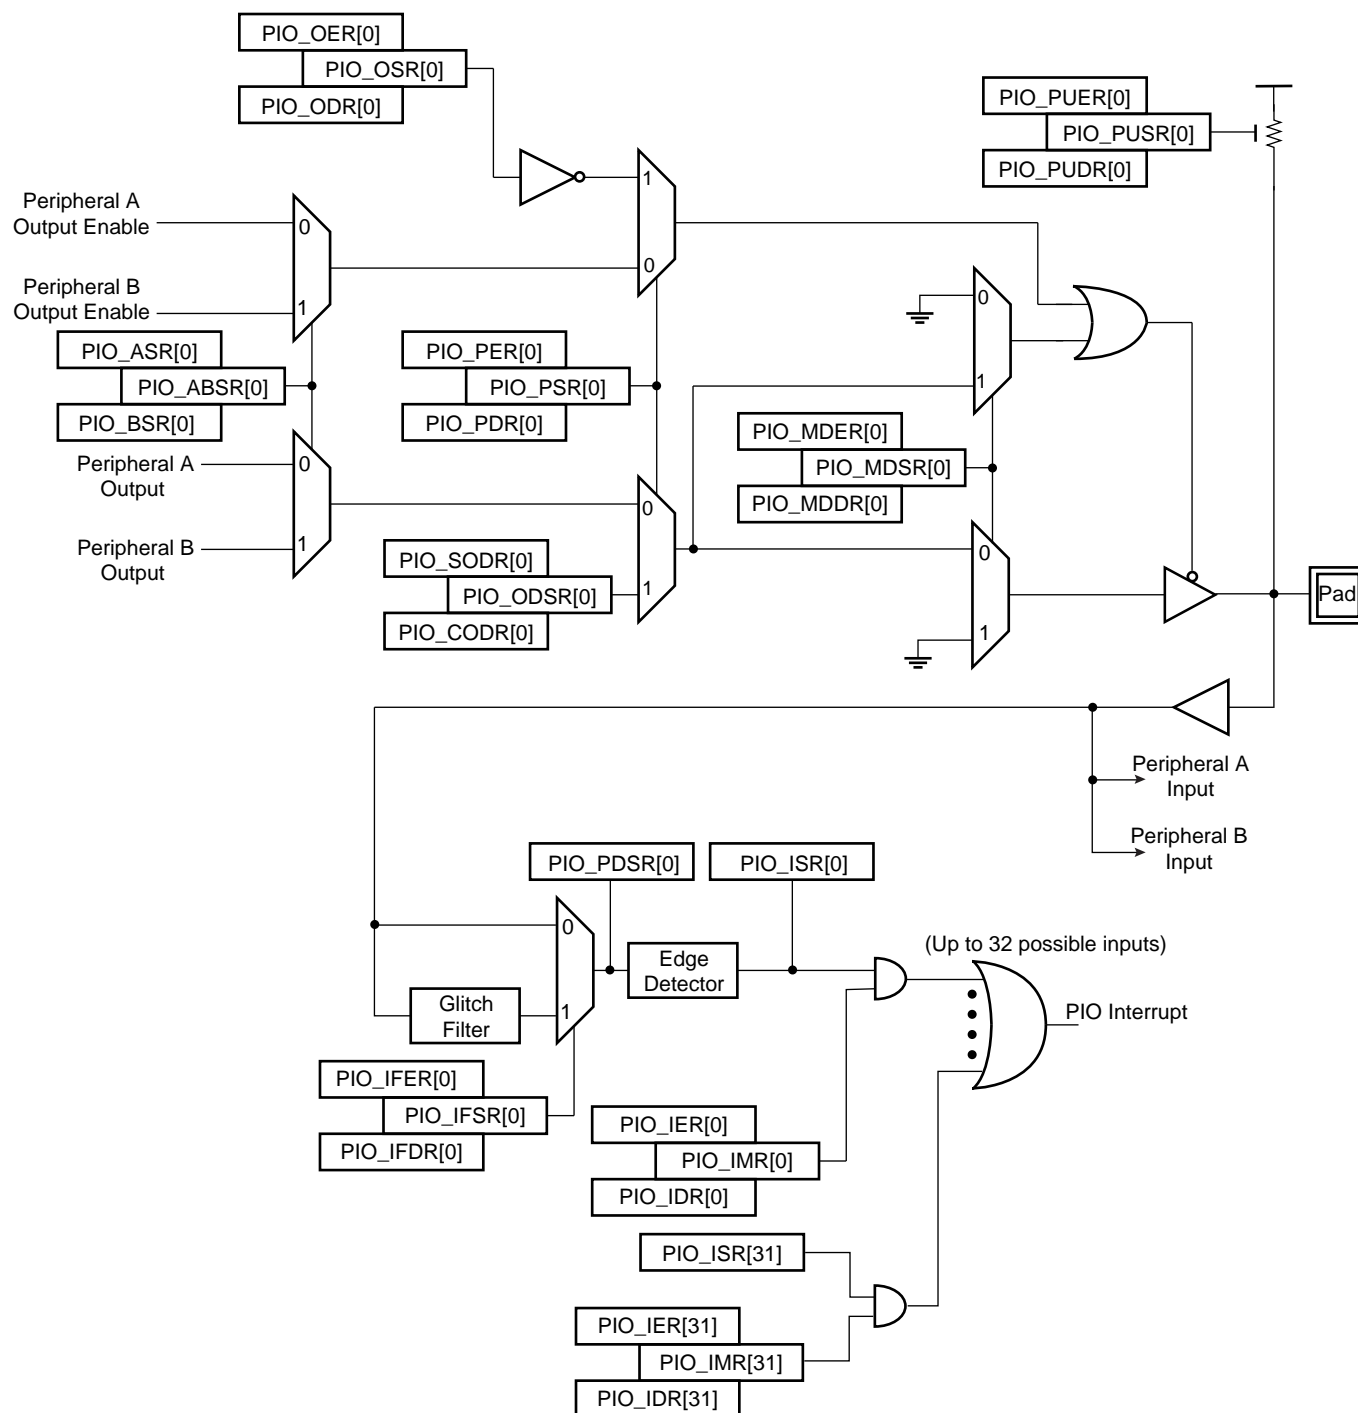 PIO_OER[0]
PIO_OSR[0]
PIO_ODR[0]
PIO_PUER[0]
PIO_PUSR[0]
PIO_PUDR[0]
1
0
Peripheral A
Output Enable
0
Peripheral B
Output Enable
1
0
1
PIO_ASR[0]
PIO_ABSR[0]
PIO_BSR[0]
PIO_PER[0]
PIO_PSR[0]
PIO_PDR[0]
PIO_MDER[0]
PIO_MDSR[0]
PIO_MDDR[0]
Peripheral A
Output
0
Peripheral B
Output
1
0
1
PIO_SODR[0]
PIO_ODSR[0]
PIO_CODR[0]
0
1
Pad
Peripheral A
Input
Peripheral B
Input
PIO_PDSR[0]
PIO_ISR[0]
0
1
Glitch
Filter
Edge
Detector
(Up to 32 possible inputs)
PIO Interrupt
PIO_IFER[0]
PIO_IFSR[0]
PIO_IFDR[0]
PIO_IER[0]
PIO_IMR[0]
PIO_IDR[0]
PIO_ISR[31]
PIO_IER[31]
PIO_IMR[31]
PIO_IDR[31]